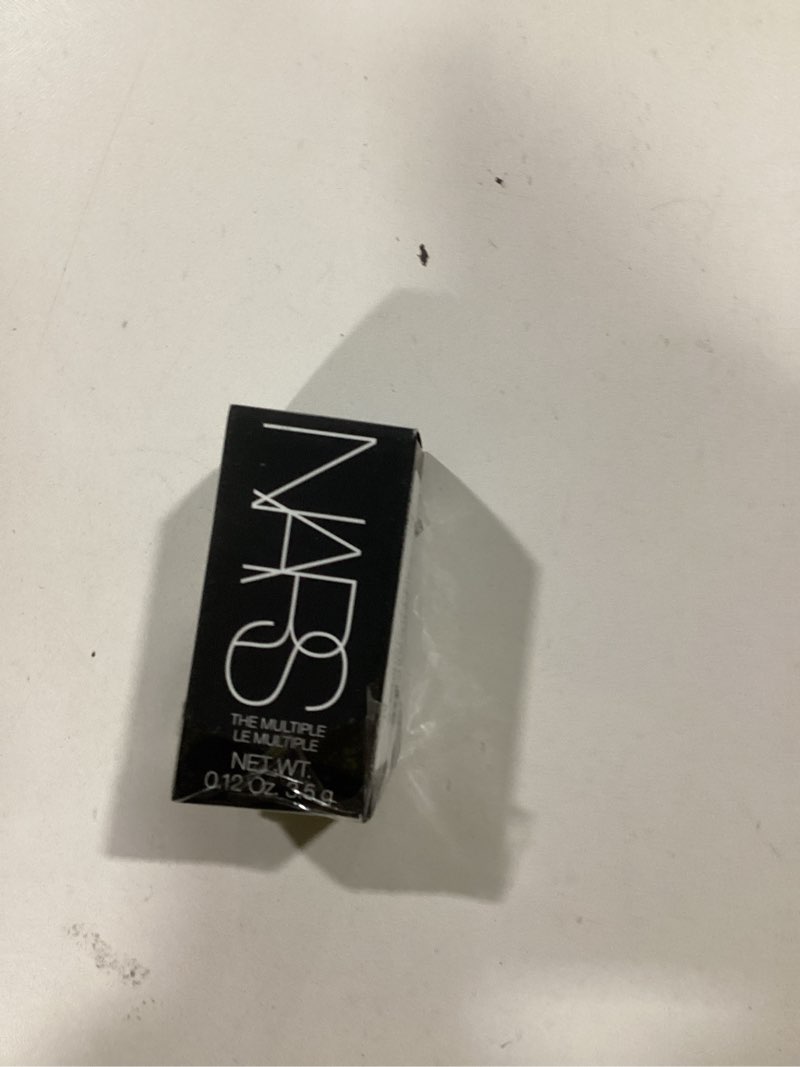 NARS
THE MULTIPLE
LE MULTIPLE
NET WT.
0.12 Oz. 3.5 g